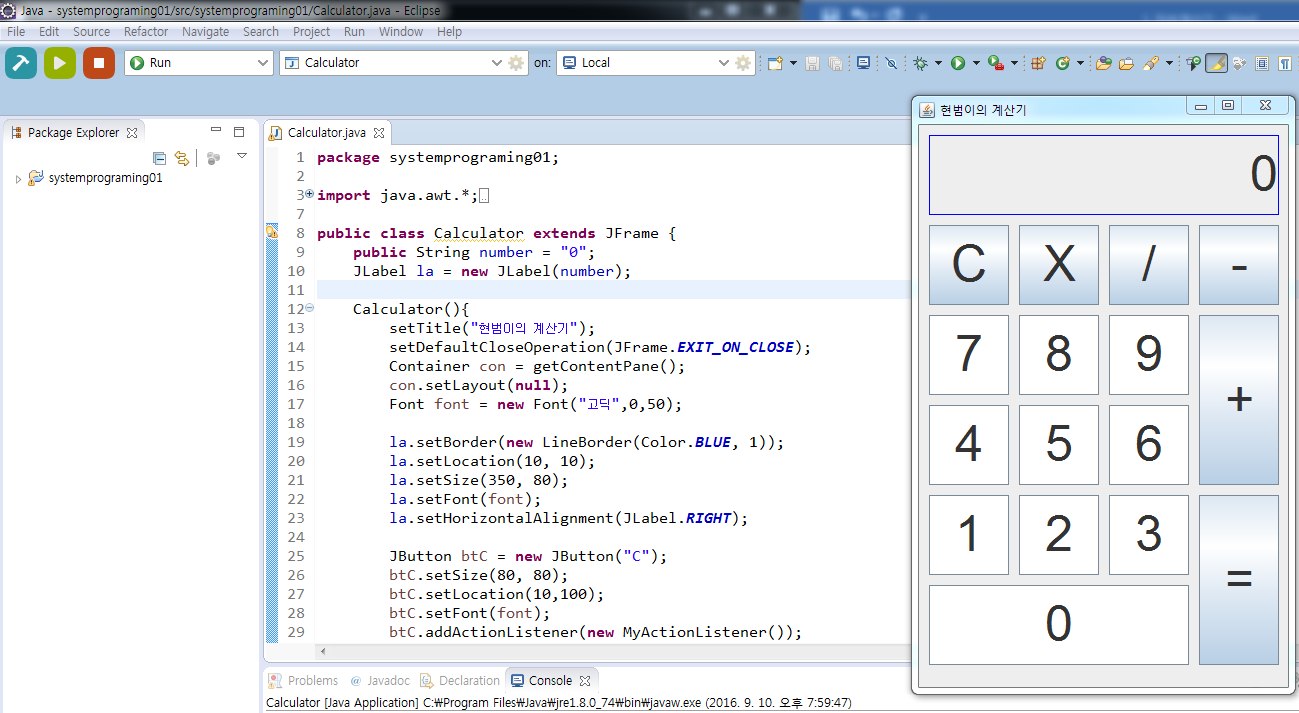 Java - systemprograming01/src/systemprograming01/Calculator.java - Eclipse
File Edit Source Refactor Navigate Search Project Run Window Help
Run Calculator on: Local
Package Explorer
systemprograming01
Calculator.java
1 package systemprograming01;
2
3 import java.awt.*;
7
8 public class Calculator extends JFrame {
9 public String number = "0";
10 JLabel la = new JLabel(number);
11
12 Calculator(){
13 setTitle("현범이의 계산기");
14 setDefaultCloseOperation(JFrame.EXIT_ON_CLOSE);
15 Container con = getContentPane();
16 con.setLayout(null);
17 Font font = new Font("고딕",0,50);
18
19 la.setBorder(new LineBorder(Color.BLUE, 1));
20 la.setLocation(10, 10);
21 la.setSize(350, 80);
22 la.setFont(font);
23 la.setHorizontalAlignment(JLabel.RIGHT);
24
25 JButton btC = new JButton("C");
26 btC.setSize(80, 80);
27 btC.setLocation(10,100);
28 btC.setFont(font);
29 btC.addActionListener(new MyActionListener());
Problems @ Javadoc Declaration Console
Calculator [Java Application] C:₩Program Files₩Java₩jre1.8.0_74₩bin₩javaw.exe (2016. 9. 10. 오후 7:59:47)
현범이의 계산기
0
C X / -
7 8 9 +
4 5 6
1 2 3 =
0